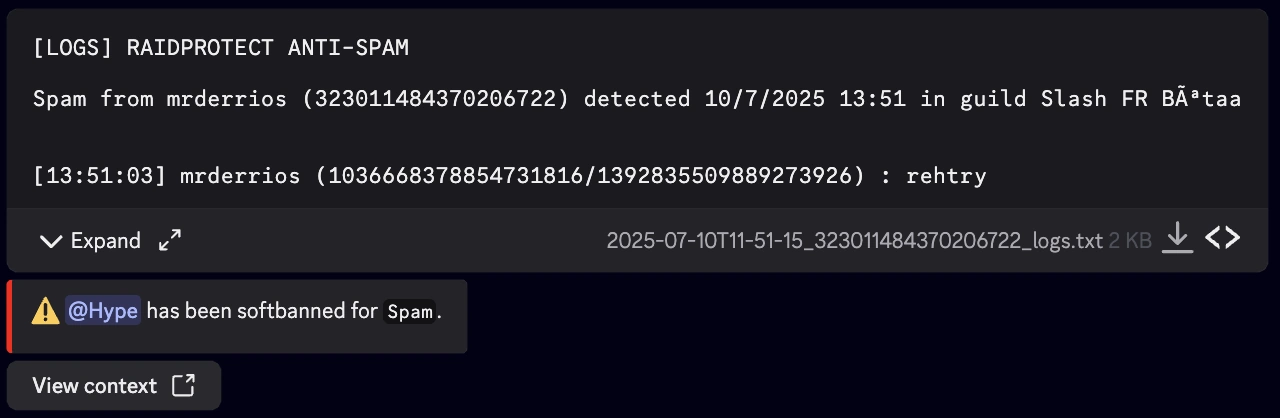 [LOGS] RAIDPROTECT ANTI-SPAM
Spam from mrderrios (323011484370206722) detected 10/7/2025 13:51 in guild Slash FR BÃªtaa
[13:51:03] mrderrios (1036668378854731816/1392835509889273926) : rehtry
Expand
2025-07-10T11-51-15_323011484370206722_logs.txt 2 KB
@Hype has been softbanned for Spam.
View context